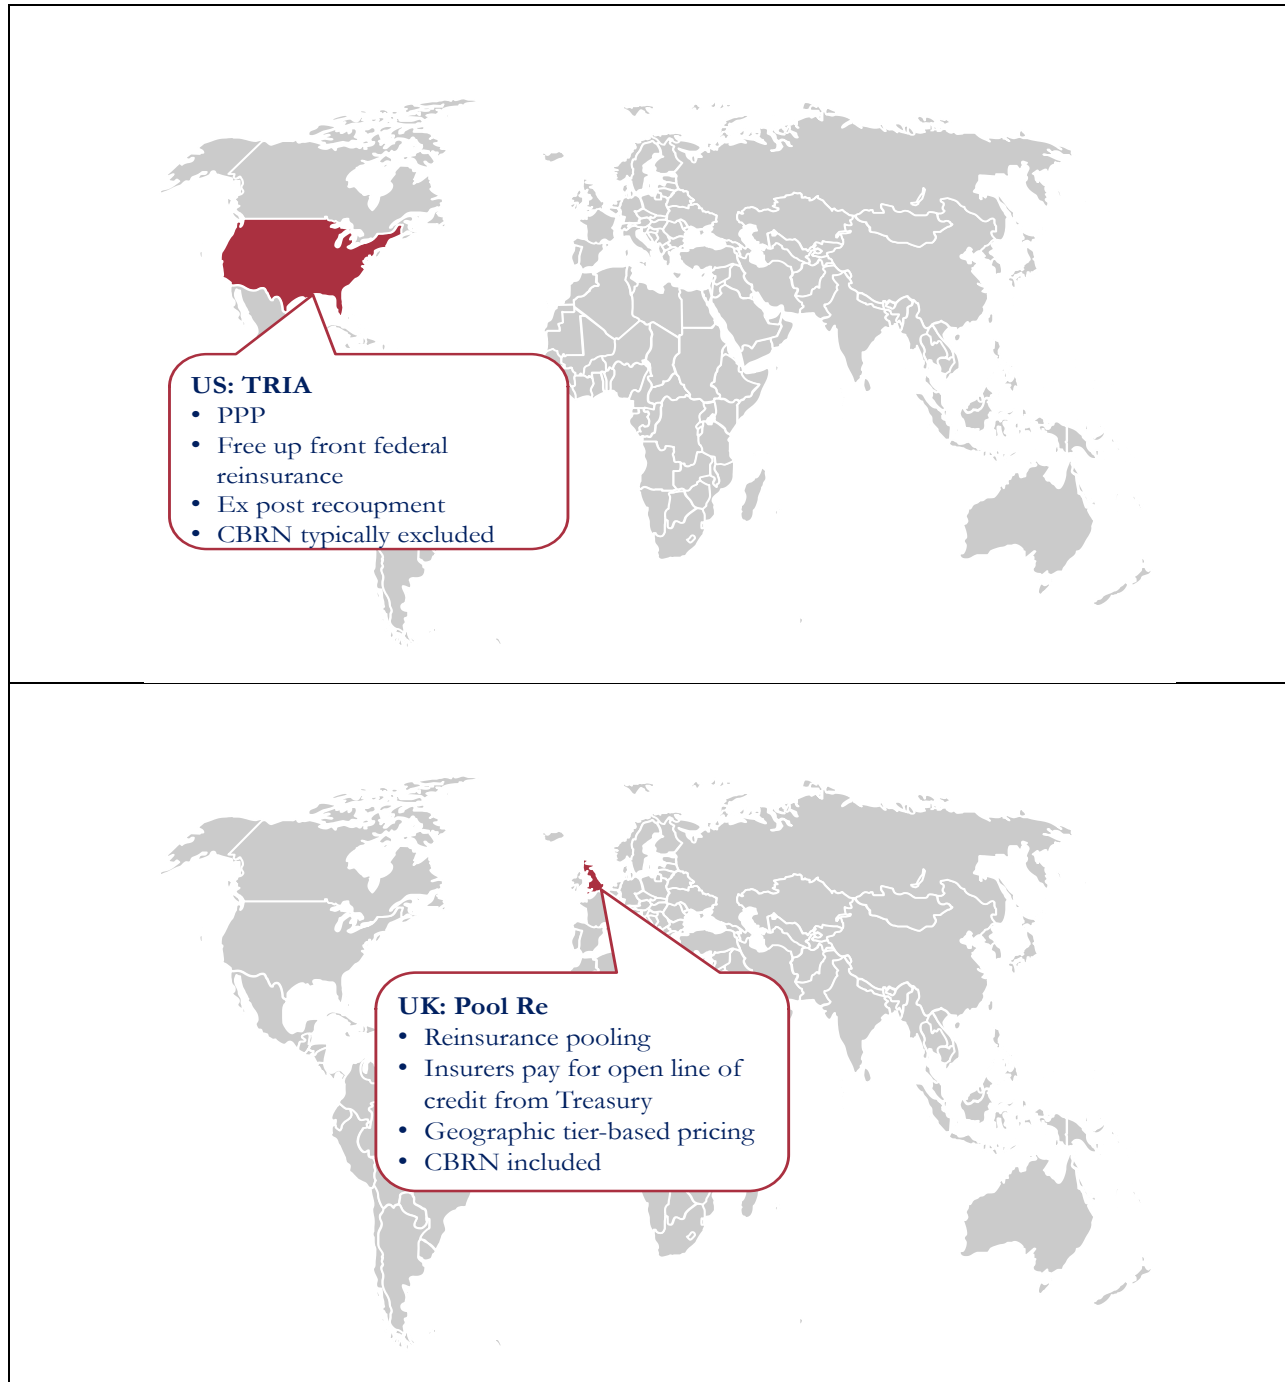 US: TRIA
• PPP
• Free up front federal
reinsurance
• Ex post recoupment
• CBRN typically excluded
UK: Pool Re
• Reinsurance pooling
• Insurers pay for open line of
credit from Treasury
• Geographic tier-based pricing
• CBRN included